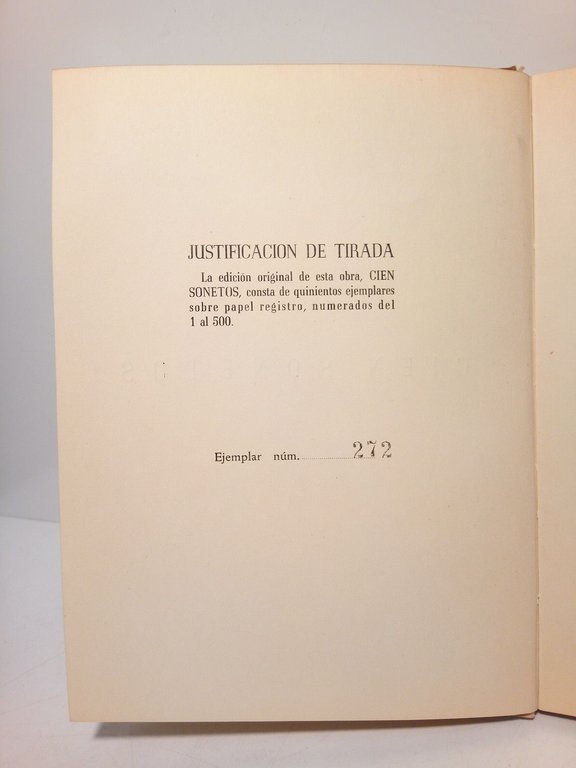 JUSTIFICACION DE TIRADA
La edición original de esta obra, CIEN
SONETOS, consta de quinientos ejemplares
sobre papel registro, numerados del
1 al 500.
Ejemplar núm. 272